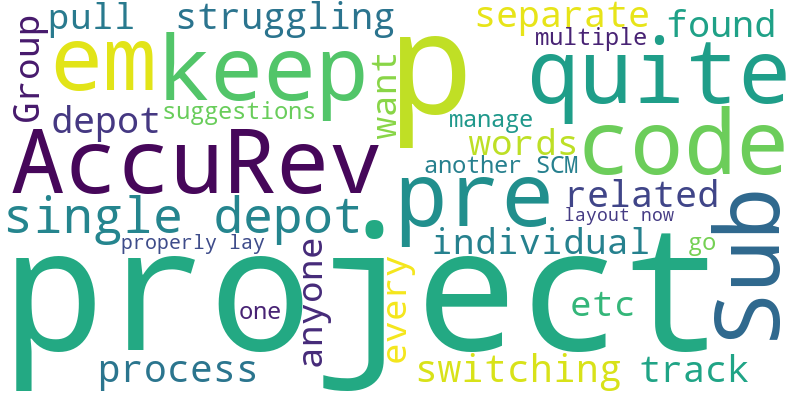 pull struggling separate found
Group em keep p multiple
quite
depot suggestions want manage
AccuRev words code
another SCM
single depot pre related
layout now
properly lay individual go Sub
project
one anyone every etc
process switching track